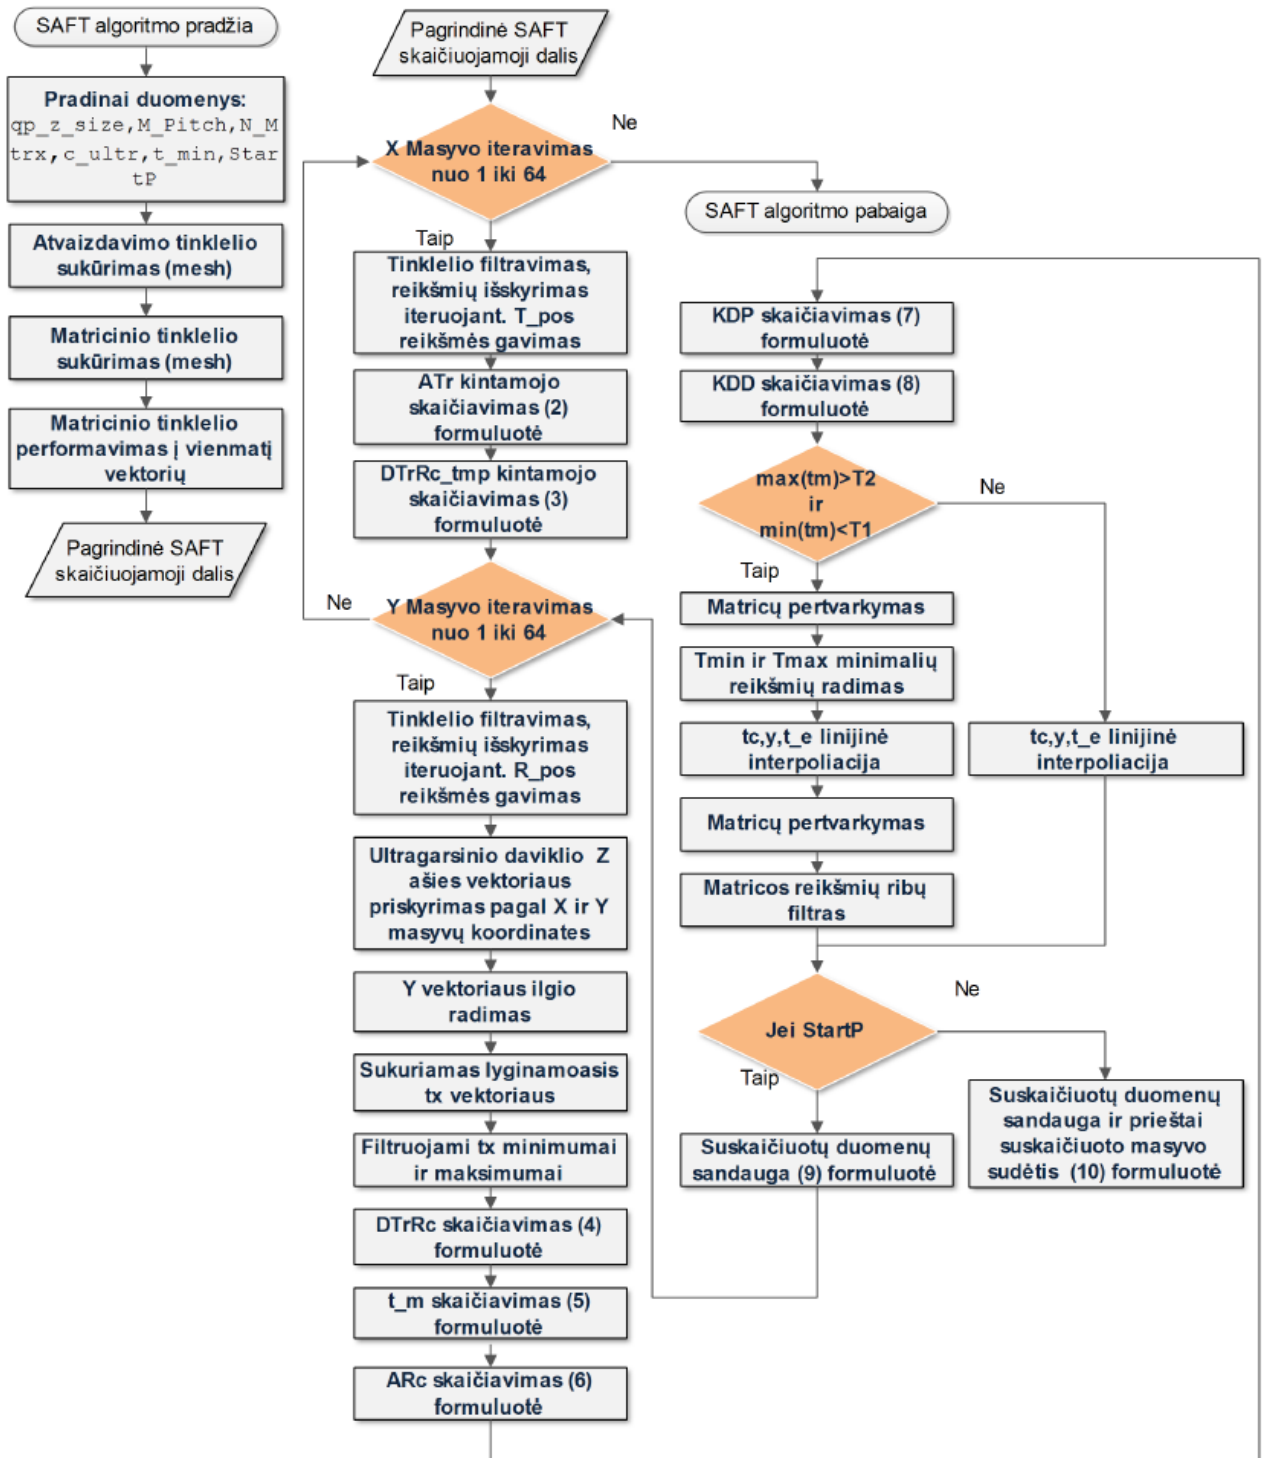 SAFT algoritmo pradžia
Pradinai duomenys:
qp_z_size,M_Pitch,N_M
trx,c_ultr,t_min,Star
tP
Atvaizdavimo tinklelio
sukūrimas (mesh)
Matricinio tinklelio
sukūrimas (mesh)
Matricinio tinklelio
performavimas į vienmatį
vektorių
Pagrindinė SAFT
skaičiuojamoji dalis
Pagrindinė SAFT
skaičiuojamoji dalis
X Masyvo iteravimas
nuo 1 iki 64
Ne
SAFT algoritmo pabaiga
Taip
Tinklelio filtravimas,
reikšmių išskyrimas
iteruojant. T_pos
reikšmės gavimas
ATr kintamojo
skaičiavimas (2)
formuluotė
DTrRc_tmp kintamojo
skaičiavimas (3)
formuluotė
Ne
Y Masyvo iteravimas
nuo 1 iki 64
Taip
Tinklelio filtravimas,
reikšmių išskyrimas
iteruojant. R_pos
reikšmės gavimas
Ultragarsinio daviklio Z
ašies vektoriaus
priskyrimas pagal X ir Y
masyvų koordinates
Y vektoriaus ilgio
radimas
Sukuriamas lyginamoasis
tx vektoriaus
Filtruojami tx minimumai
ir maksimumai
DTrRc skaičiavimas (4)
formuluotė
t_m skaičiavimas (5)
formuluotė
ARc skaičiavimas (6)
formuluotė
KDP skaičiavimas (7)
formuluotė
KDD skaičiavimas (8)
formuluotė
max(tm)>T2
ir
min(tm)<T1
Ne
Taip
Matricų pertvarkymas
Tmin ir Tmax minimalių
reikšmių radimas
tc,y,t_e linijinė
interpoliacija
tc,y,t_e linijinė
interpoliacija
Matricų pertvarkymas
Matricos reikšmių ribų
filtras
Jei StartP
Ne
Taip
Suskaičiuotų duomenų
sandauga (9) formuluotė
Suskaičiuotų duomenų
sandauga ir prieštai
suskaičiuoto masyvo
sudėtis (10) formuluotė